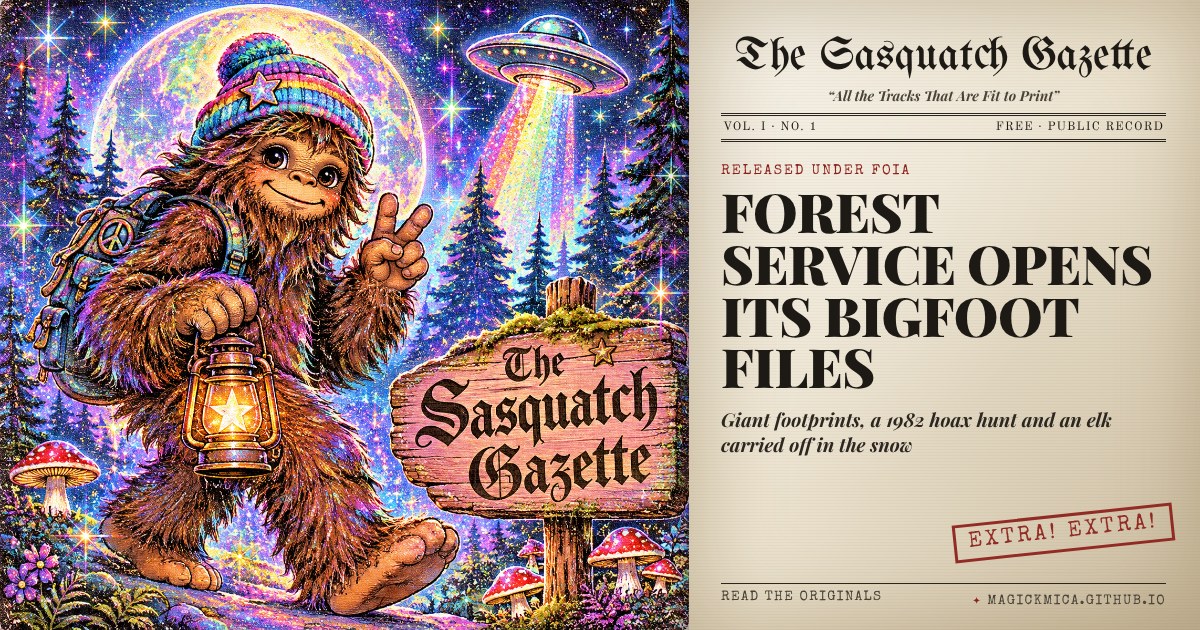 The
Sasquatch
Gazette
The Sasquatch Gazette
“All the Tracks That Are Fit to Print”
VOL. I · NO. 1
FREE · PUBLIC RECORD
RELEASED UNDER FOIA
FOREST
SERVICE OPENS
ITS BIGFOOT
FILES
Giant footprints, a 1982 hoax hunt and an elk
carried off in the snow
EXTRA! EXTRA!
READ THE ORIGINALS
✦ MAGICKMICA.GITHUB.IO